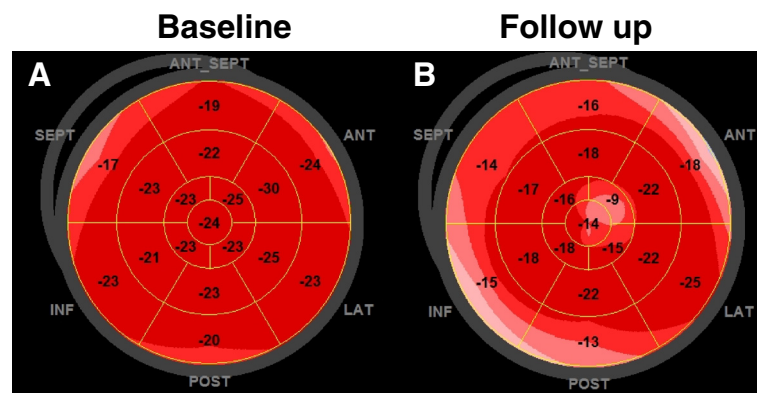 Baseline Follow up
A B
ANT_SEPT ANT_SEPT
-19 -16
SEPT ANT SEPT ANT
-17 -24 -14 -18
-22 -18
-23 -30 -17 -22
-23 -25 -16 -9
-24 -14
-23 -23 -18 -15
-21 -25 -18 -22
-23 -23 -15 -25
-23 -22
INF LAT INF LAT
-20 -13
POST POST